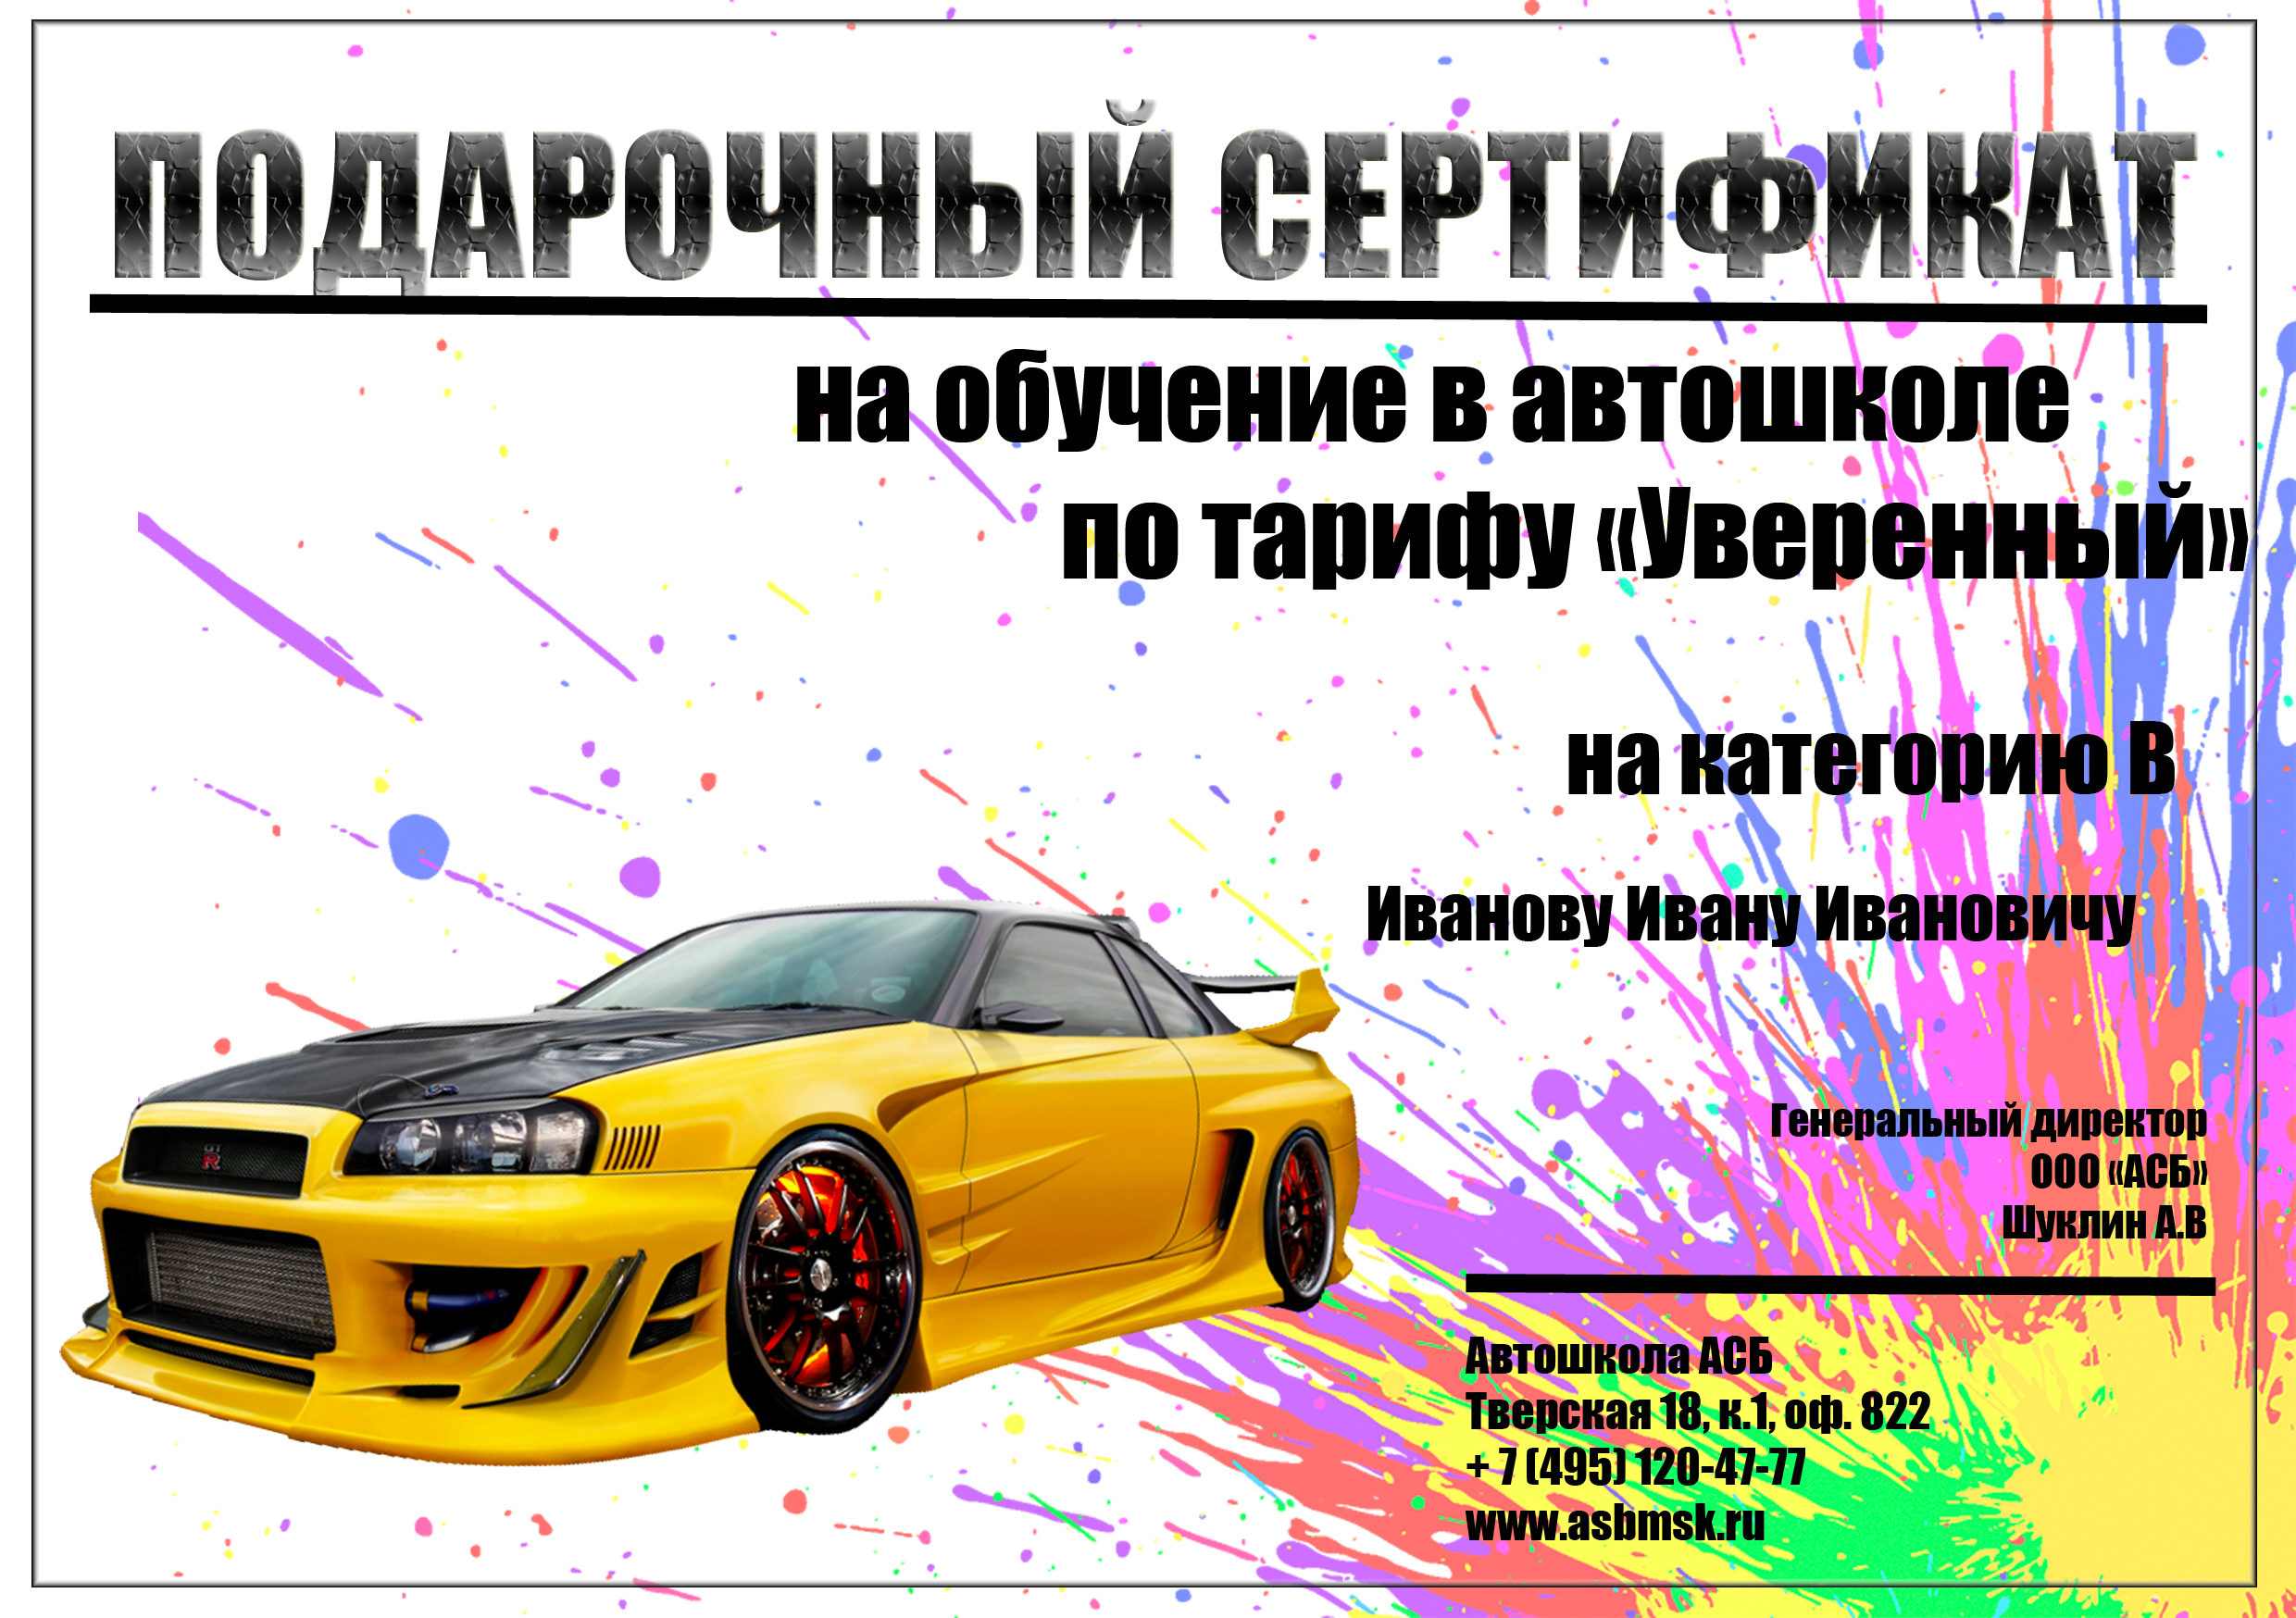 ПОДАРОЧНЫЙ СЕРТИФИКАТ
на обучение в автошколе
по тарифу «Уверенный»
на категорию В
Иванову Ивану Ивановичу
GT
R
Генеральный директор
ООО «АСБ»
Шуклин А.В
Автошкола АСБ
Тверская 18, к.1, оф. 822
+ 7 (495) 120-47-77
www.asbmsk.ru